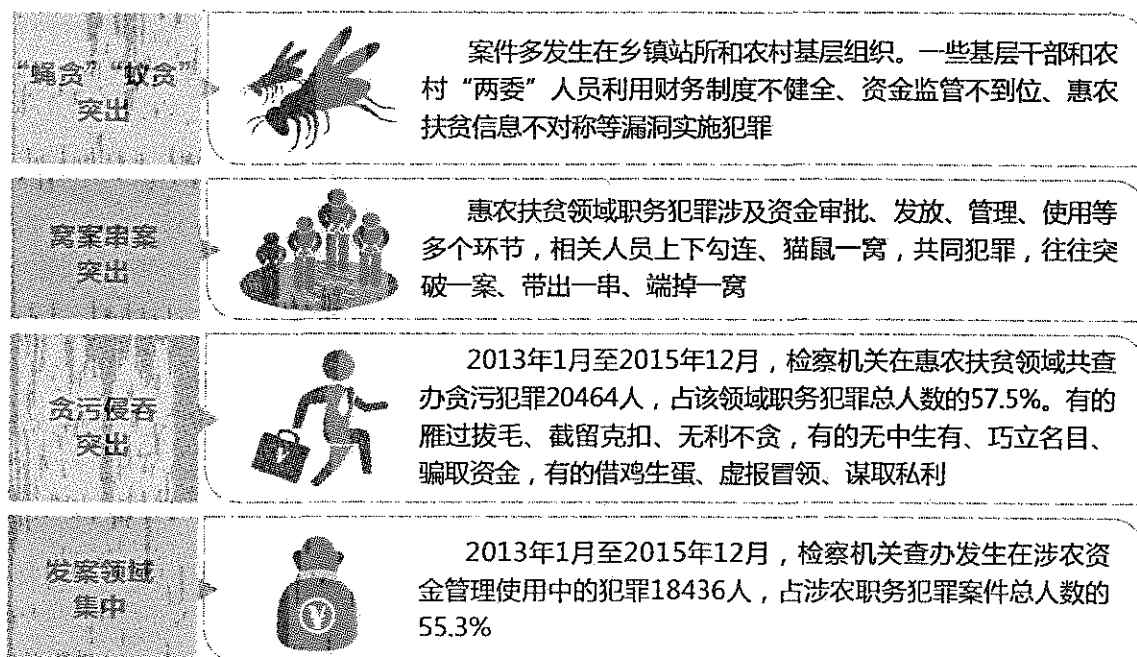 “蝇贪”“蚁贪”
突出
案件多发生在乡镇站所和农村基层组织。一些基层干部和农
村“两委”人员利用财务制度不健全、资金监管不到位、惠农
扶贫信息不对称等漏洞实施犯罪
窝案串案
突出
惠农扶贫领域职务犯罪涉及资金审批、发放、管理、使用等
多个环节，相关人员上下勾连、猫鼠一窝，共同犯罪，往往突
破一案、带出一串、端掉一窝
贪污侵吞
突出
2013年1月至2015年12月，检察机关在惠农扶贫领域共查
办贪污犯罪20464人，占该领域职务犯罪总人数的57.5%。有的
雁过拔毛、截留克扣、无利不贪，有的无中生有、巧立名目、
骗取资金，有的借鸡生蛋、虚报冒领、谋取私利
¥
发案领域
集中
2013年1月至2015年12月，检察机关查办发生在涉农资
金管理使用中的犯罪18436人，占涉农职务犯罪案件总人数的
55.3%
¥